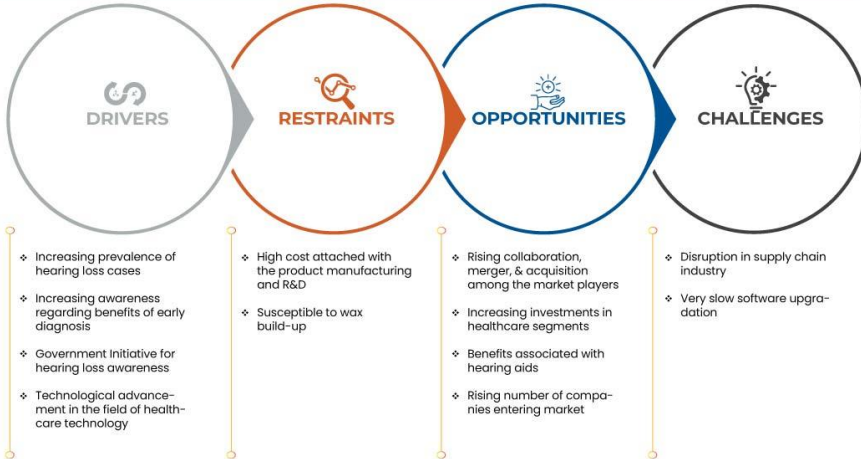 DRIVERS
RESTRAINTS
OPPORTUNITIES
CHALLENGES
Increasing prevalence of
hearing loss cases
Increasing awareness
regarding benefits of early
diagnosis
Government Initiative for
hearing loss awareness
Technological advance-
ment in the field of health-
care technology
High cost attached with
the product manufacturing
and R&D
Susceptible to wax
build-up
Rising collaboration,
merger, & acquisition
among the market players
Increasing investments in
healthcare segments
Benefits associated with
hearing aids
Rising number of compa-
nies entering market
Disruption in supply chain
industry
Very slow software upgra-
dation